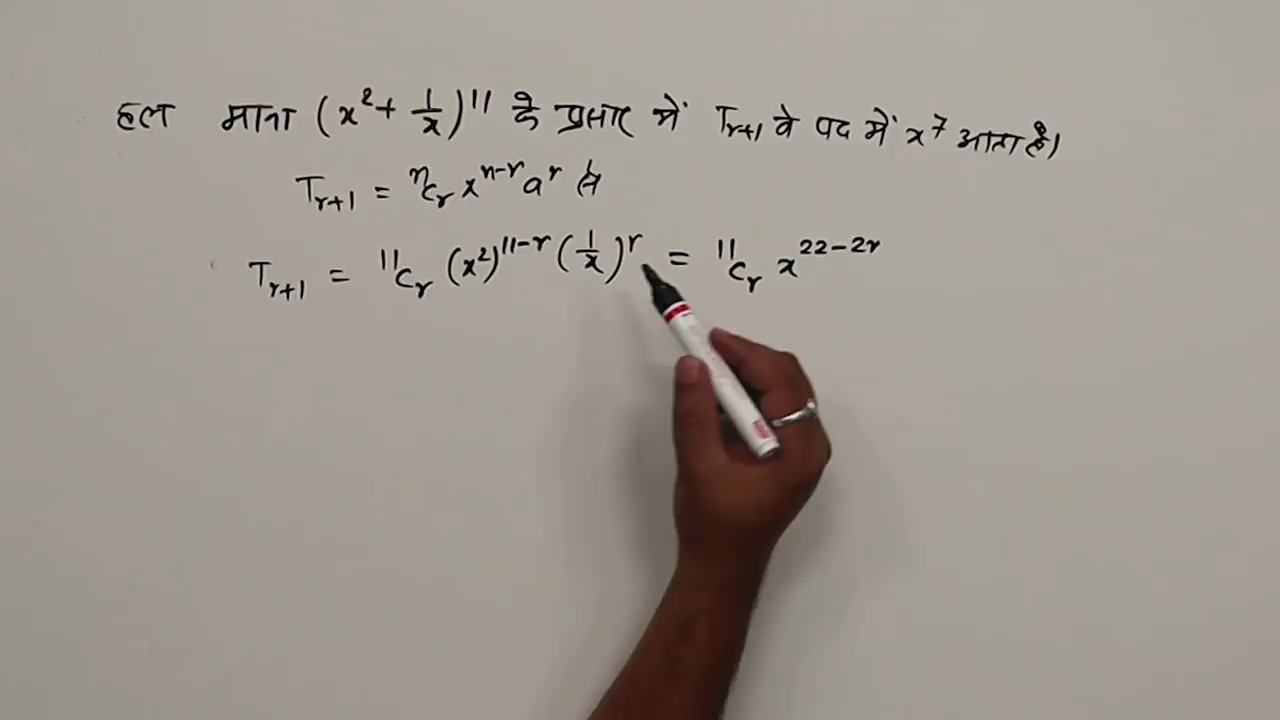 हल माना (x² + 1/x)¹¹ के प्रसार में Tᵣ₊₁ वे पद में x⁷ आता है।
Tᵣ₊₁ = ⁿCᵣ xⁿ⁻ʳ aʳ से
Tᵣ₊₁ = ¹¹Cᵣ (x²)¹¹⁻ʳ (1/x)ʳ = ¹¹Cᵣ x²²⁻²ʳ